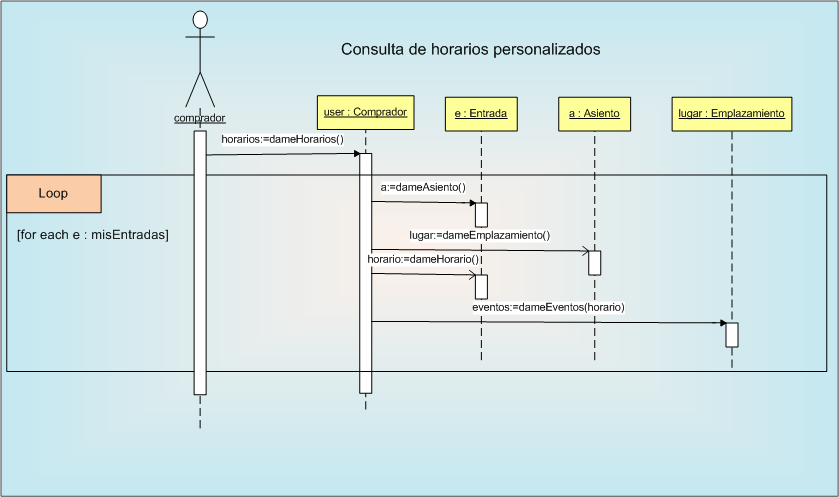 Consulta de horarios personalizados
comprador
user : Comprador
e : Entrada
a : Asiento
lugar : Emplazamiento
horarios:=dameHorarios()
Loop
a:=dameAsiento()
[for each e : misEntradas]
lugar:=dameEmplazamiento()
horario:=dameHorario()
eventos:=dameEventos(horario)